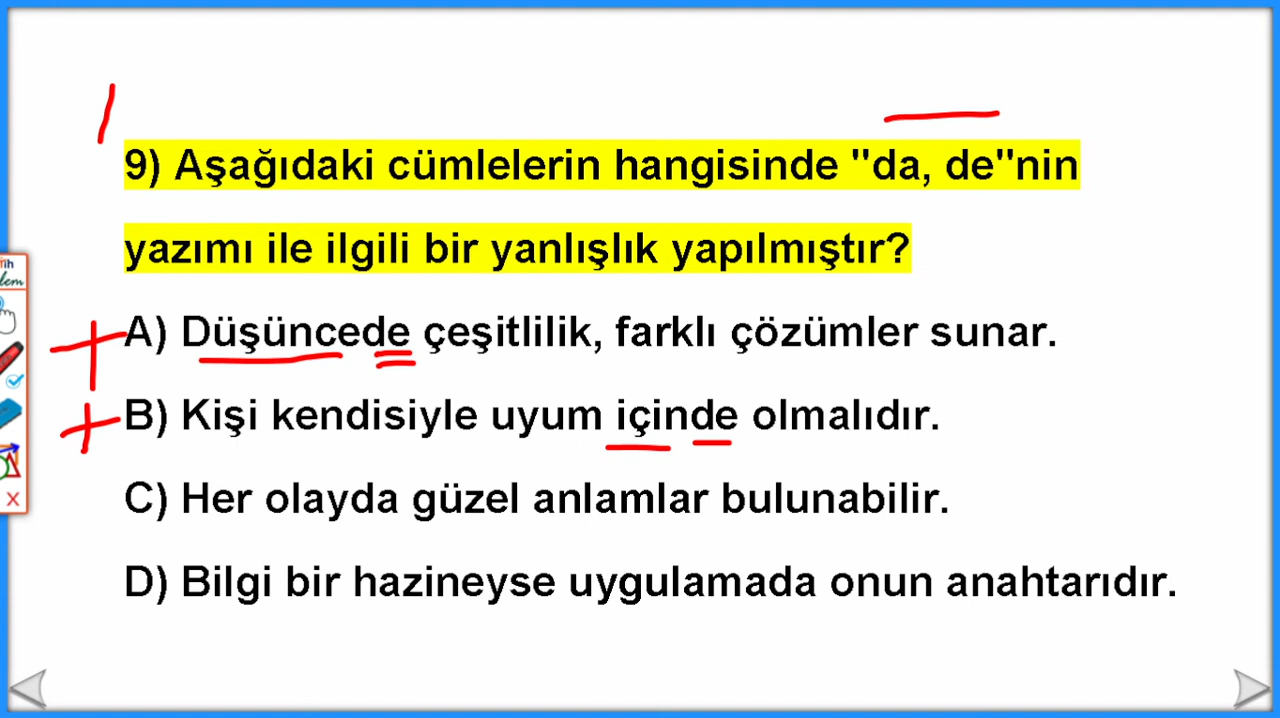 9) Aşağıdaki cümlelerin hangisinde "da, de"nin
yazımı ile ilgili bir yanlışlık yapılmıştır?
A) Düşüncede çeşitlilik, farklı çözümler sunar.
B) Kişi kendisiyle uyum içinde olmalıdır.
C) Her olayda güzel anlamlar bulunabilir.
D) Bilgi bir hazineyse uygulamada onun anahtarıdır.